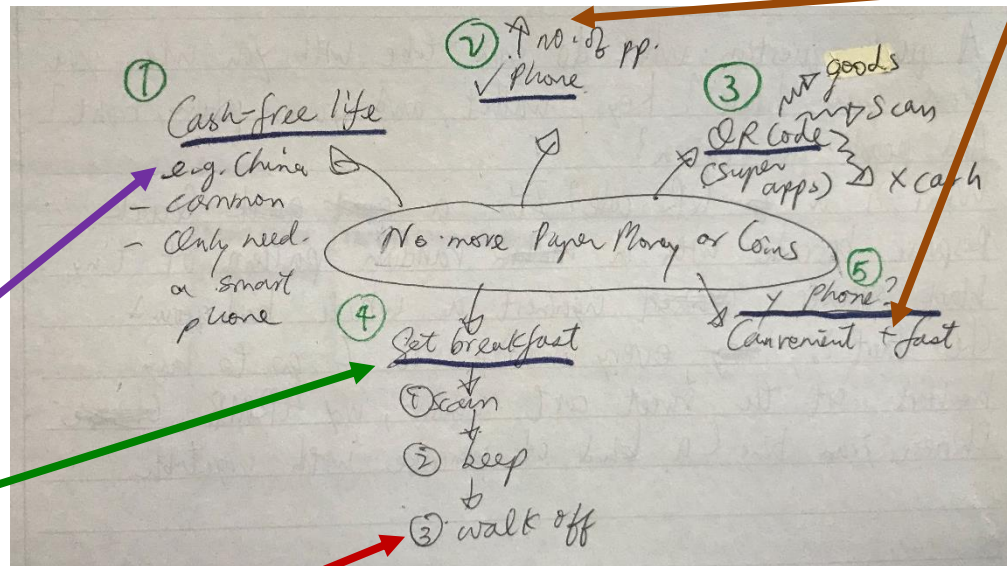 ①
Cash-free life
e.g. China
- common
- Only need
a smart
phone
②
↑ no. of pp.
✓ Phone
③
QR Code
(super
apps)
goods
scan
X cash
No more Paper Money or Coins
④
Get breakfast
① scan
② beep
③ walk off
⑤
y phone?
Convenient + fast